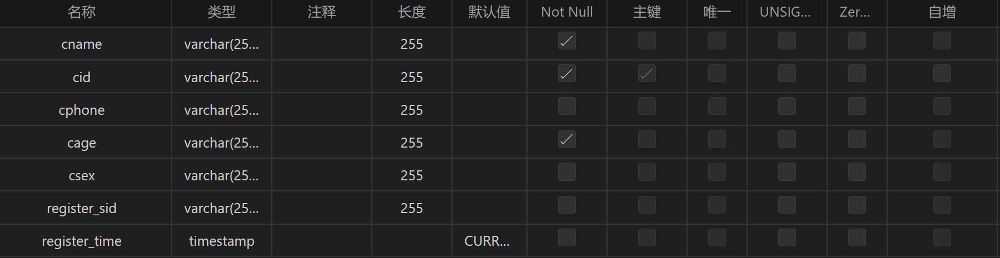 名称 类型 注释 长度 默认值 Not Null 主键 唯一 UNSIG... Zer... 自增
cname varchar(25... 255
cid varchar(25... 255
cphone varchar(25... 255
cage varchar(25... 255
csex varchar(25... 255
register_sid varchar(25... 255
register_time timestamp CURR...